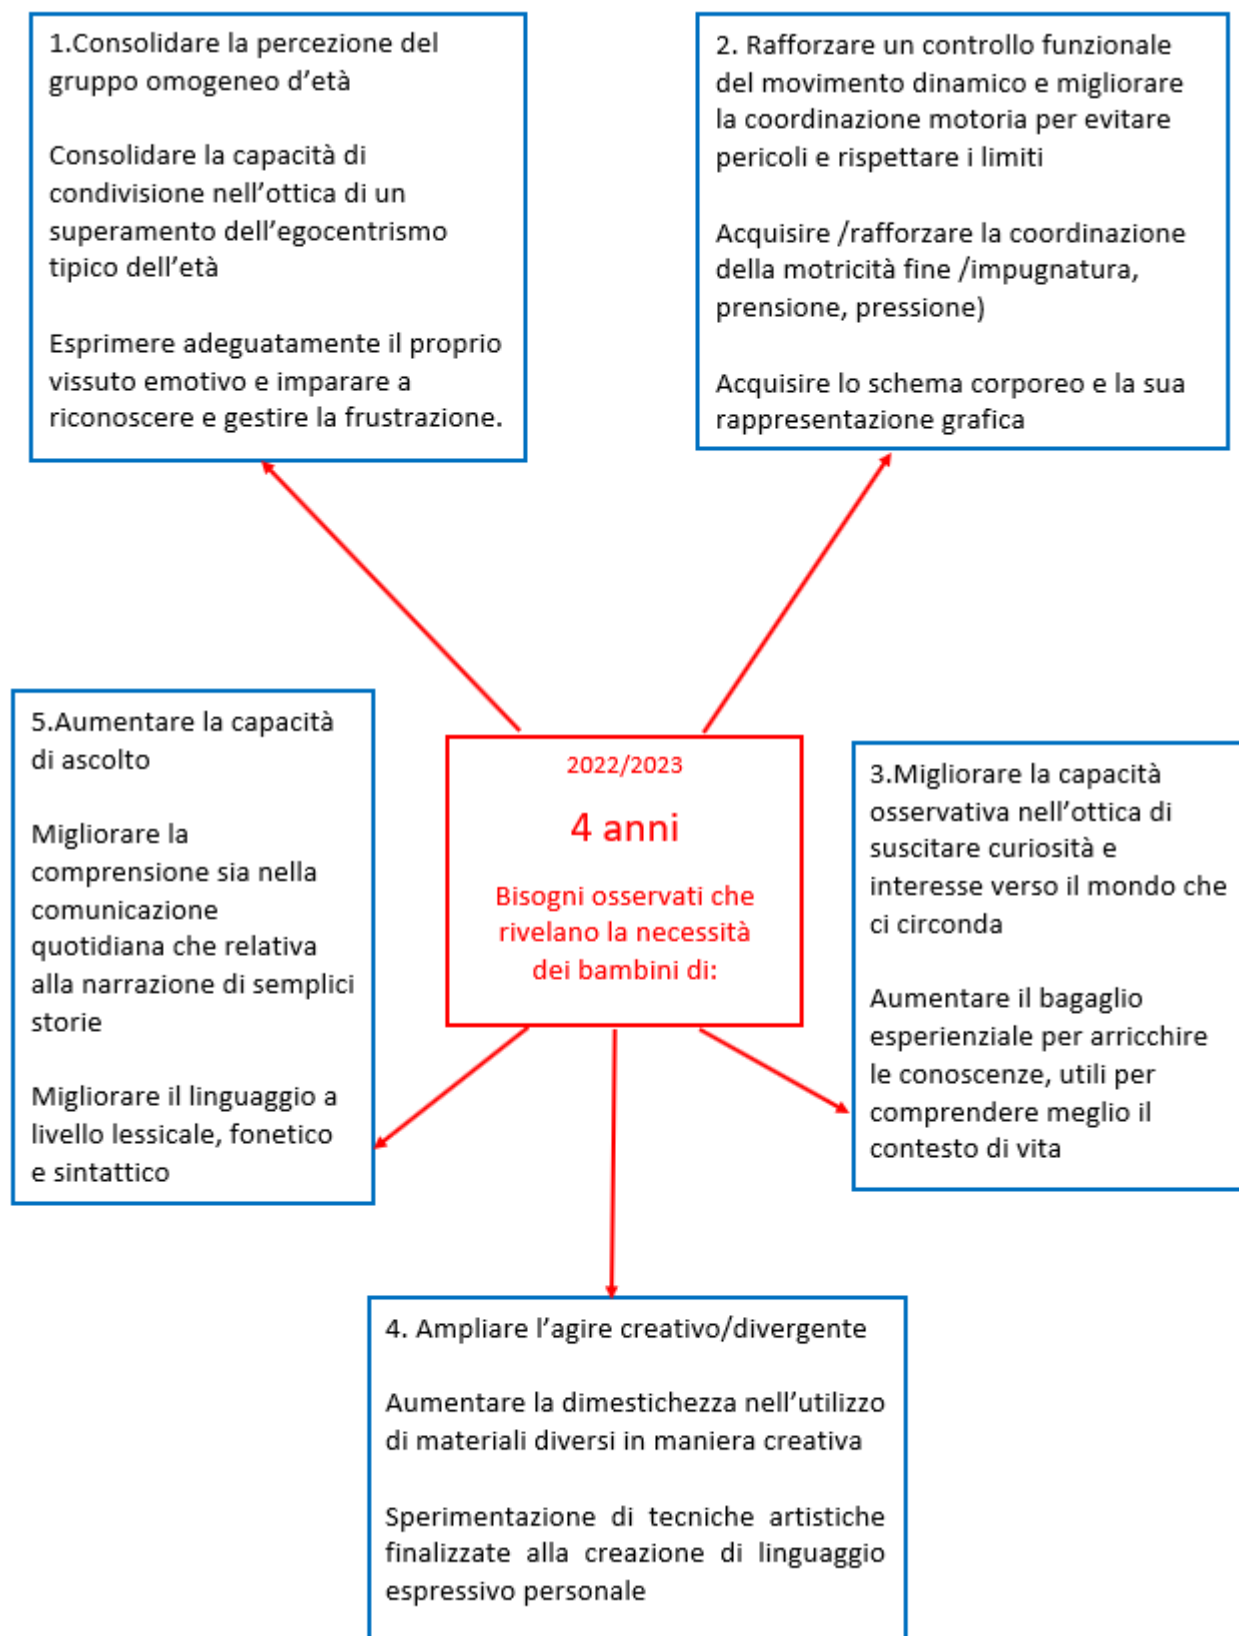 1.Consolidare la percezione del
gruppo omogeneo d’età
Consolidare la capacità di
condivisione nell’ottica di un
superamento dell’egocentrismo
tipico dell’età
Esprimere adeguatamente il proprio
vissuto emotivo e imparare a
riconoscere e gestire la frustrazione.
2. Rafforzare un controllo funzionale
del movimento dinamico e migliorare
la coordinazione motoria per evitare
pericoli e rispettare i limiti
Acquisire /rafforzare la coordinazione
della motricità fine /impugnatura,
prensione, pressione)
Acquisire lo schema corporeo e la sua
rappresentazione grafica
5.Aumentare la capacità
di ascolto
Migliorare la
comprensione sia nella
comunicazione
quotidiana che relativa
alla narrazione di semplici
storie
Migliorare il linguaggio a
livello lessicale, fonetico
e sintattico
2022/2023
4 anni
Bisogni osservati che
rivelano la necessità
dei bambini di:
3.Migliorare la capacità
osservativa nell’ottica di
suscitare curiosità e
interesse verso il mondo che
ci circonda
Aumentare il bagaglio
esperienziale per arricchire
le conoscenze, utili per
comprendere meglio il
contesto di vita
4. Ampliare l’agire creativo/divergente
Aumentare la dimestichezza nell’utilizzo
di materiali diversi in maniera creativa
Sperimentazione di tecniche artistiche
finalizzate alla creazione di linguaggio
espressivo personale